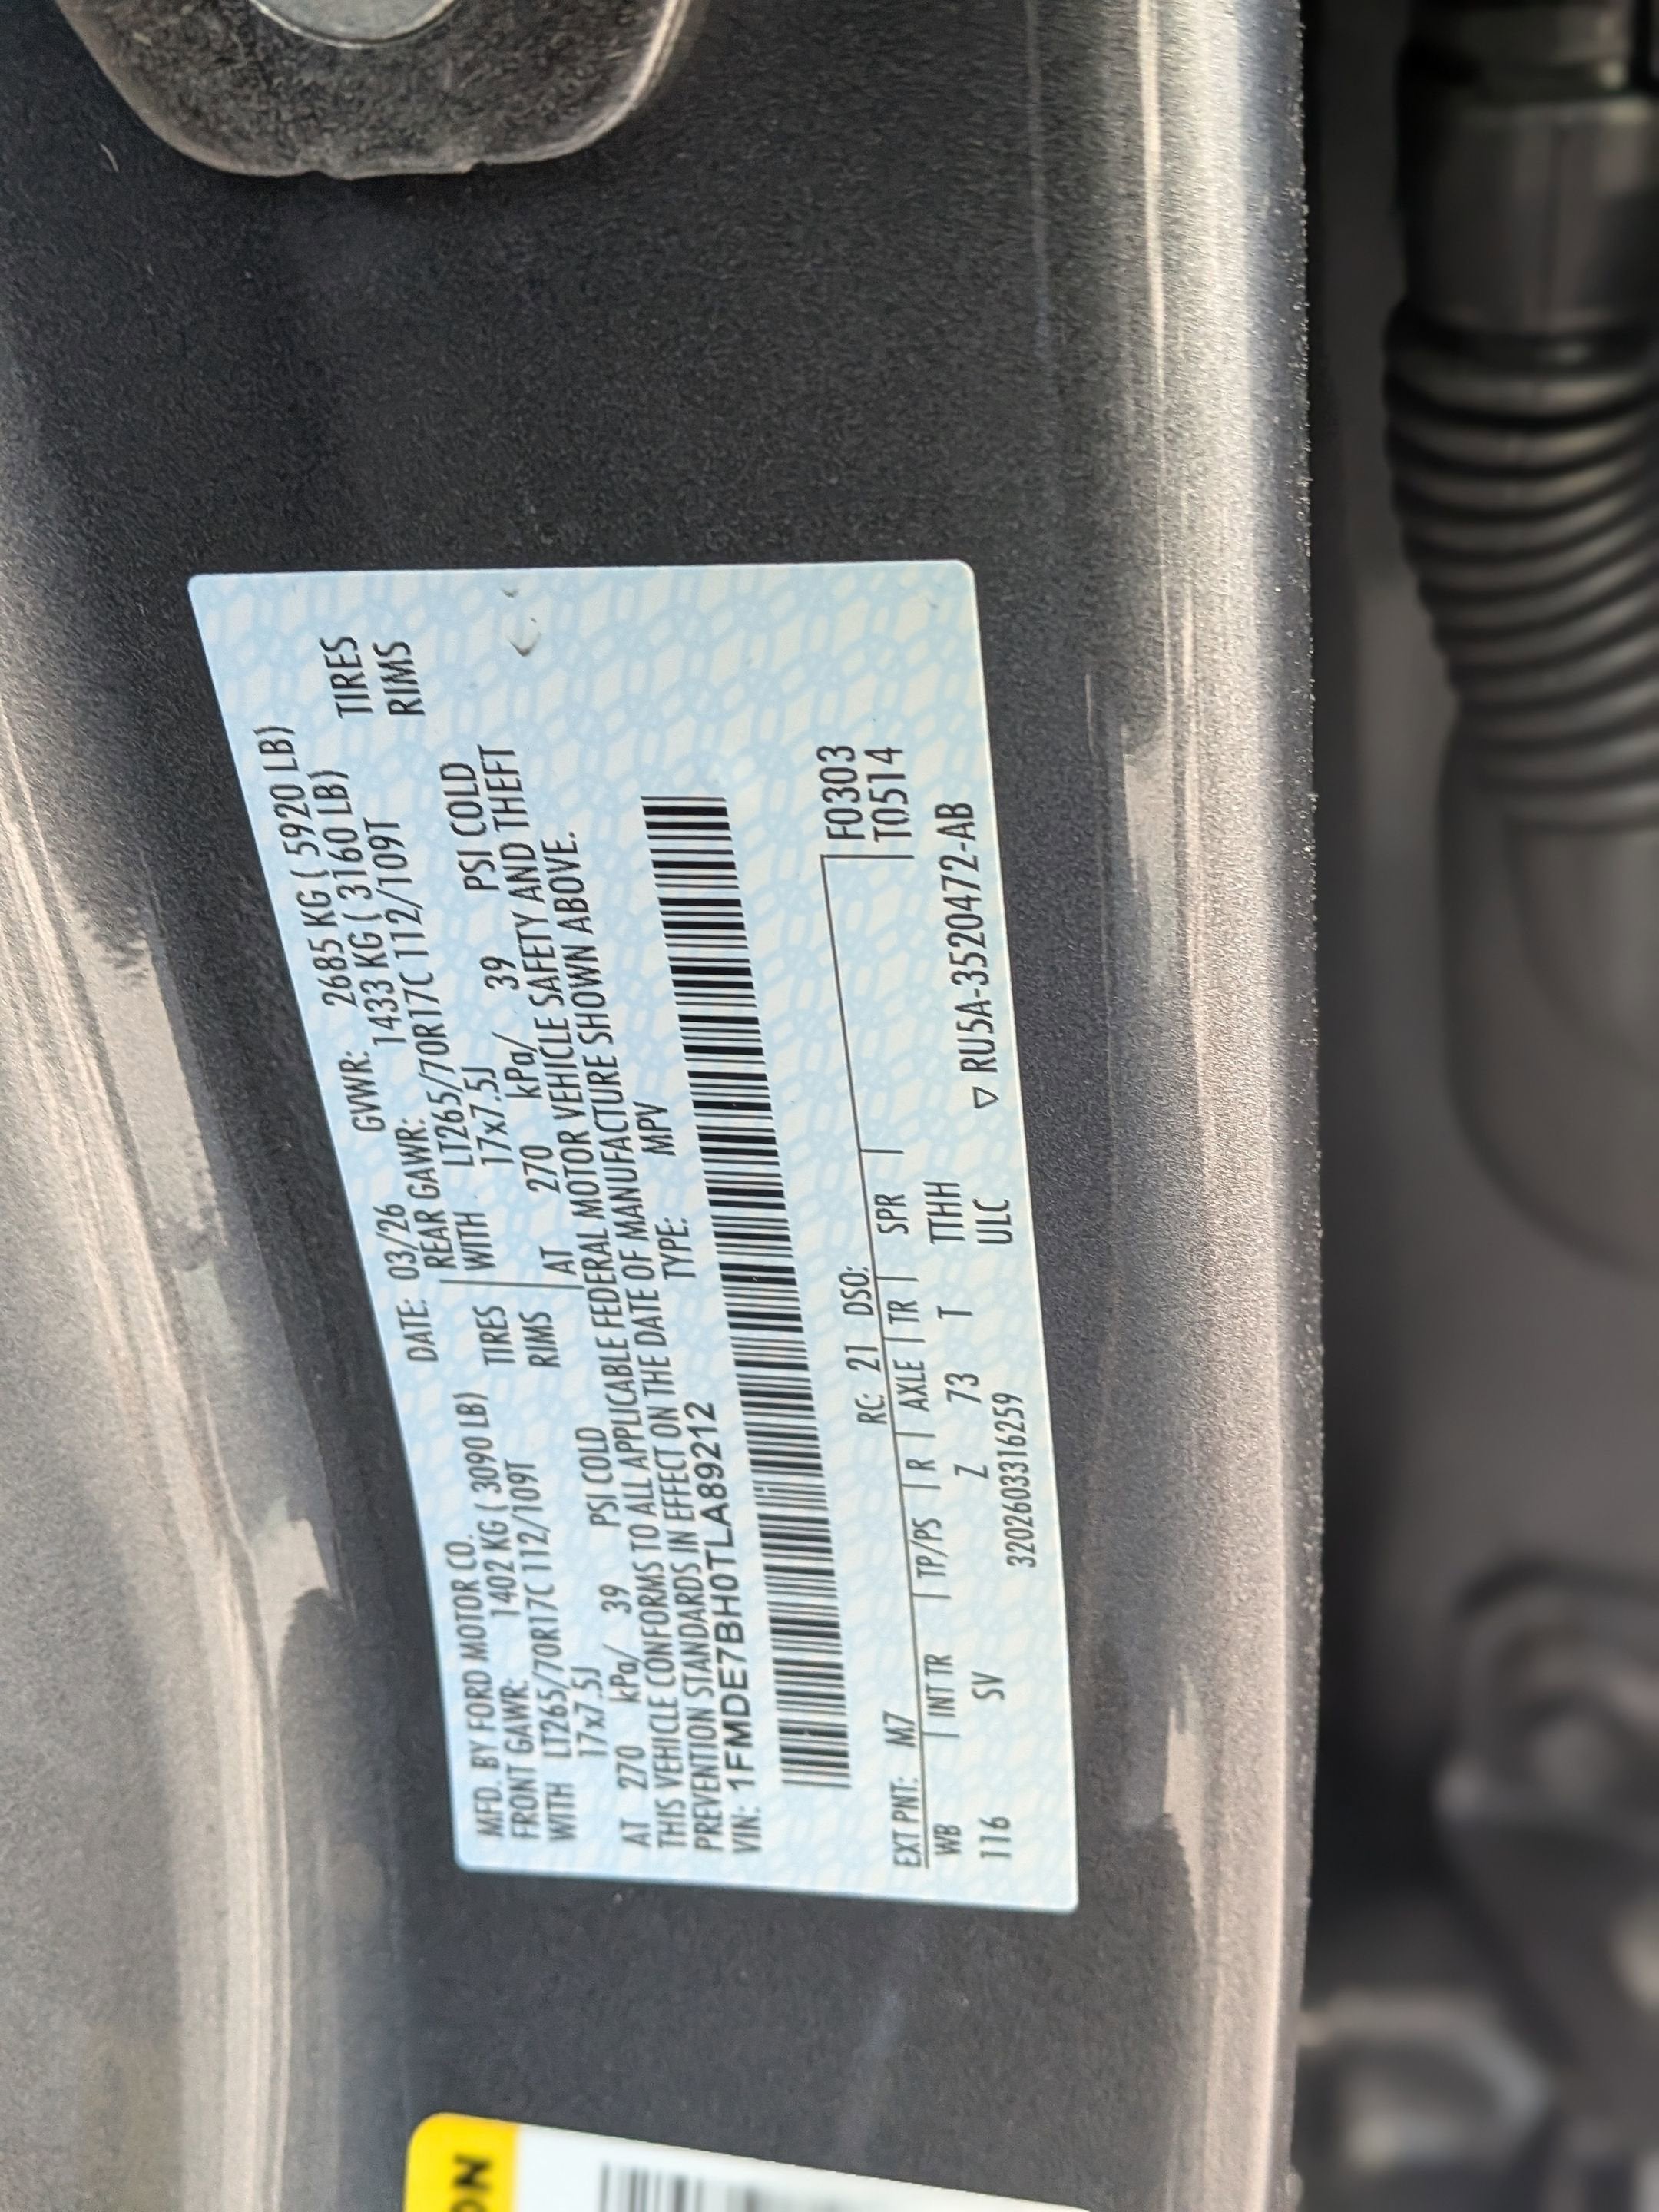 MFD. BY FORD MOTOR CO. DATE: 03/26 GVWR: 2685 KG ( 5920 LB)
FRONT GAWR: 1402 KG ( 3090 LB) REAR GAWR: 1433 KG ( 3160 LB)
WITH LT265/70R17C 112/109T TIRES WITH LT265/70R17C 112/109T TIRES
17x7.5J RIMS 17x7.5J RIMS
AT 270 kPa/ 39 PSI COLD AT 270 kPa/ 39 PSI COLD
THIS VEHICLE CONFORMS TO ALL APPLICABLE FEDERAL MOTOR VEHICLE SAFETY AND THEFT
PREVENTION STANDARDS IN EFFECT ON THE DATE OF MANUFACTURE SHOWN ABOVE.
VIN: 1FMDE7BH0TLA89212 TYPE: MPV
EXT PNT: M7 RC: 21 DSO: F0303
WB INT TR TP/PS R AXLE TR SPR T0514
116 SV Z 73 T TTHH
ULC
3202603316259 ▽ RU5A-3520472-AB
ON